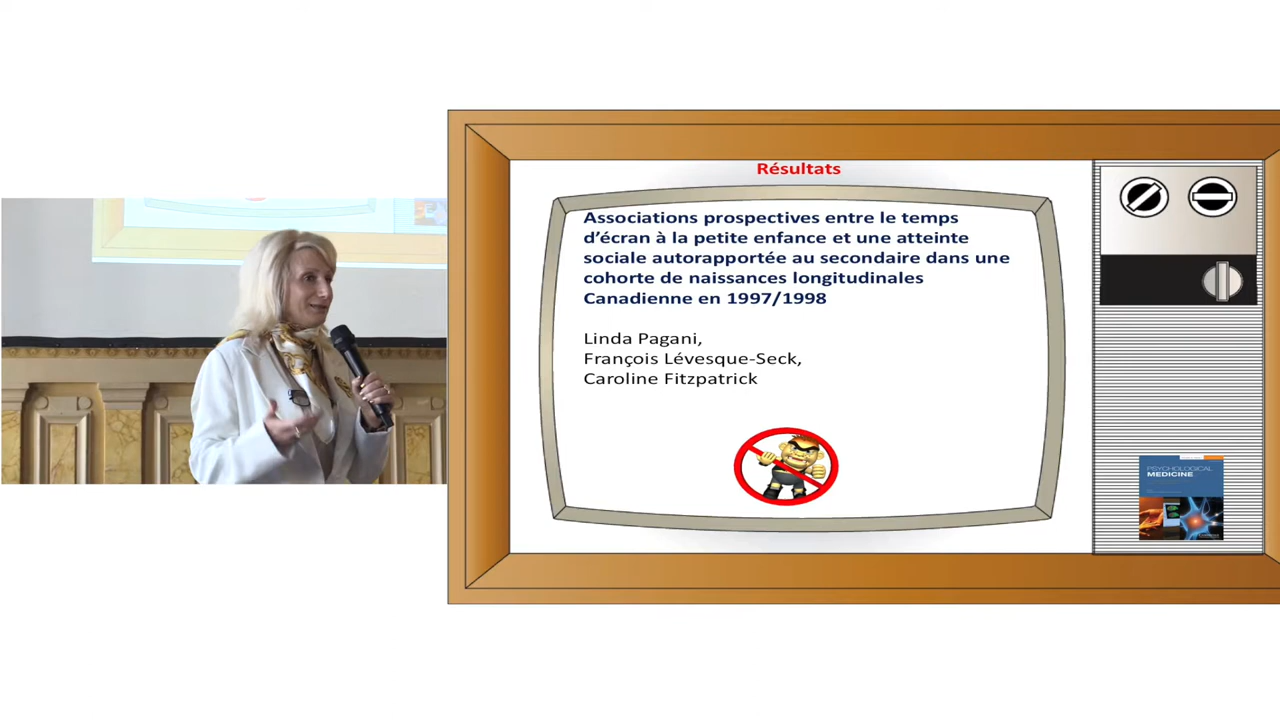 Résultats
Associations prospectives entre le temps
d’écran à la petite enfance et une atteinte
sociale autorapportée au secondaire dans une
cohorte de naissances longitudinales
Canadienne en 1997/1998
Linda Pagani,
François Lévesque-Seck,
Caroline Fitzpatrick
PSYCHOLOGICAL
MEDICINE